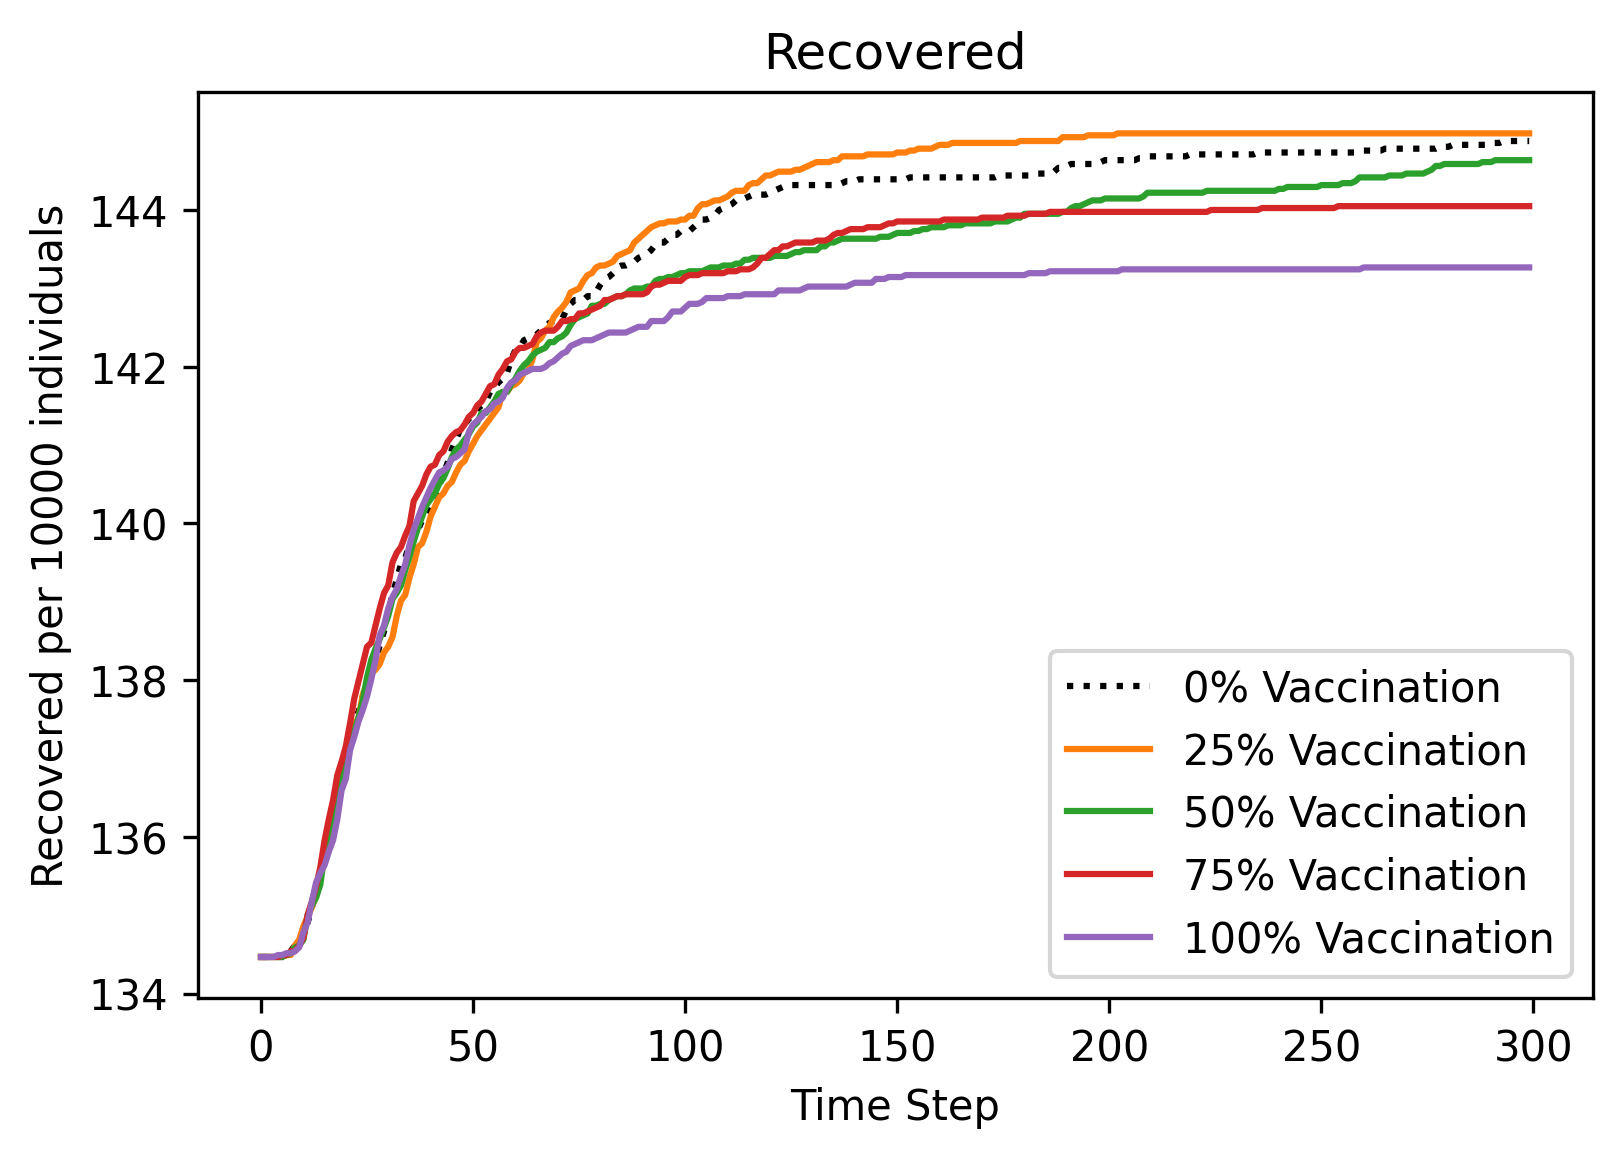 Recovered
Recovered per 10000 individuals
144
142
140
138
136
134
0% Vaccination
25% Vaccination
50% Vaccination
75% Vaccination
100% Vaccination
0 50 100 150 200 250 300
Time Step